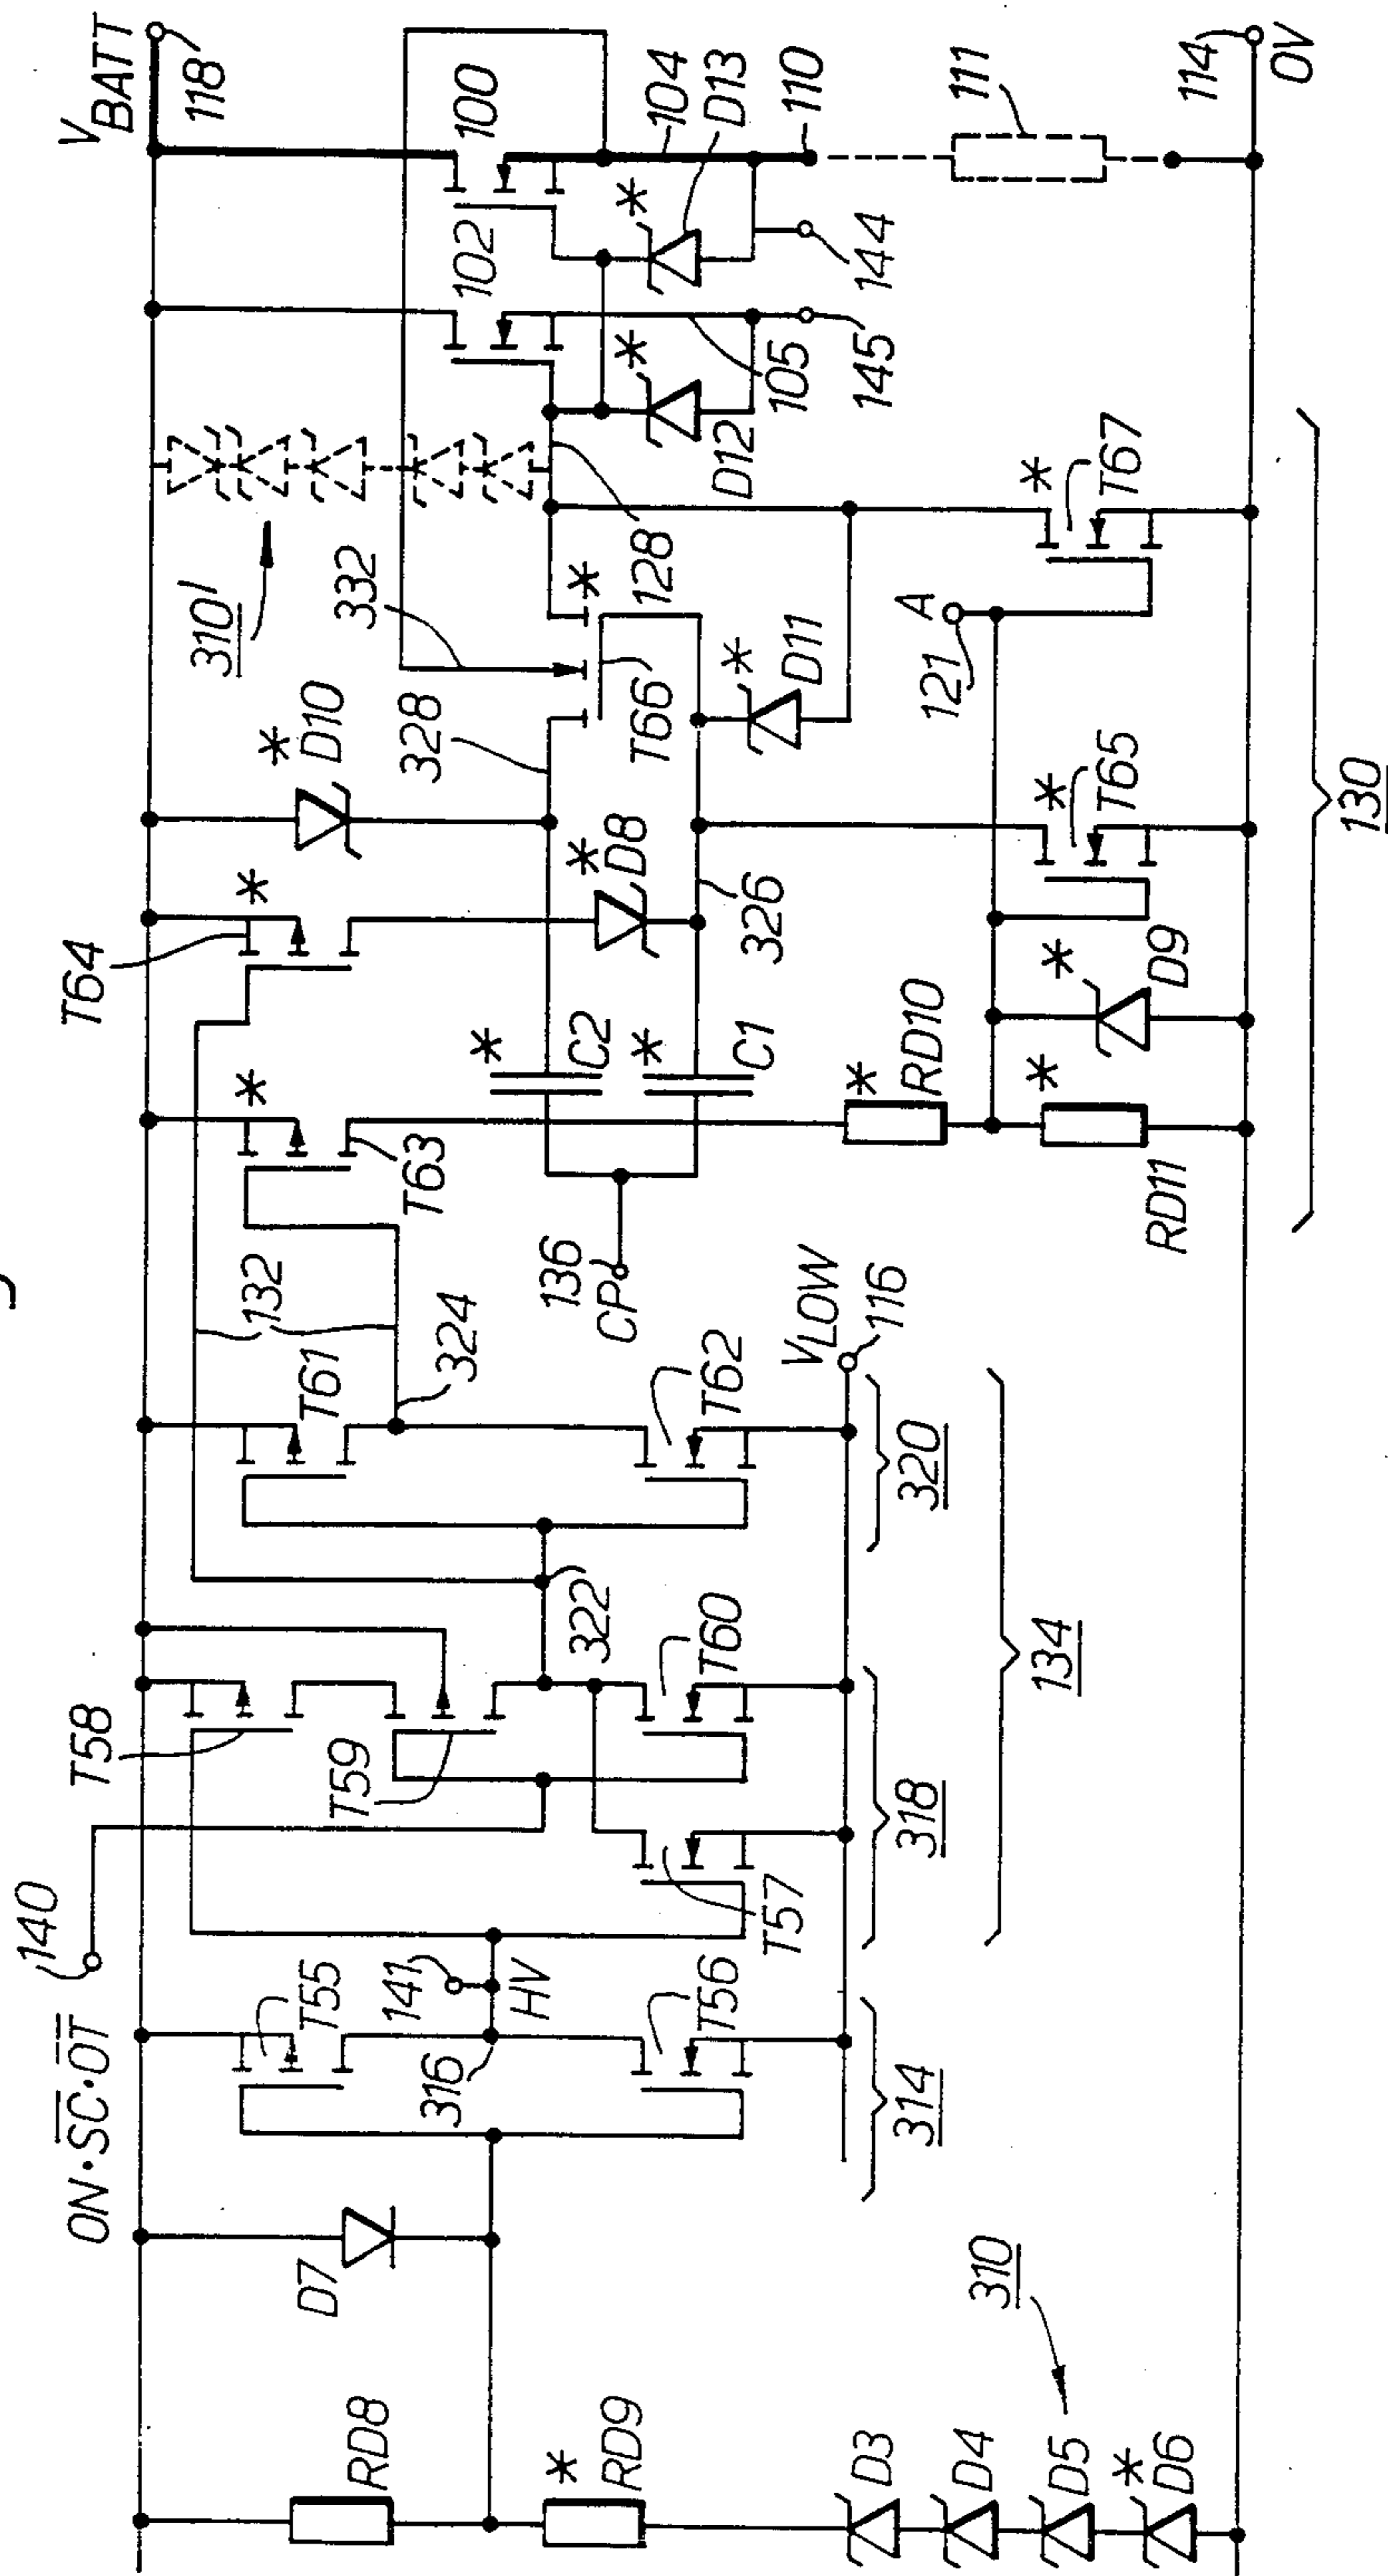 V BATT
118
ON·SC·OT
140
T58
T64
100
102
310'
332
*
D10
328
T66
128
*
*
D8
326
*
D11
*
D12
*
D13
104
110
105
145
144
111
114
0V
D7
RD8
*
RD9
D3
D4
D5
*
D6
310
T55
141
HV
316
T56
314
T59
T57
318
T60
322
134
T61
132
324
T62
320
VLOW
116
136
CP
*
T63
*
*
C2
*
C1
*
RD10
*
RD11
*
D9
*
T65
121
A
*
T67
130